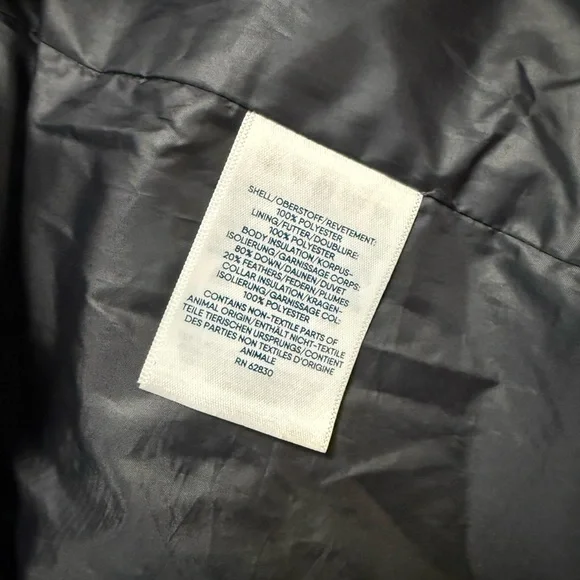 SHELL/OBERSTOFF/REVETEMENT:
100% POLYESTER
LINING/FUTTER/DOUBLURE:
100% POLYESTER
BODY INSULATION/KORPUS-
ISOLIERUNG/GARNISSAGE CORPS:
80% DOWN/DAUNEN/DUVET
20% FEATHERS/FEDERN/PLUMES
COLLAR INSULATION/KRAGEN-
ISOLIERUNG/GARNISSAGE COL:
100% POLYESTER
CONTAINS NON-TEXTILE PARTS OF
ANIMAL ORIGIN/ENTHÄLT NICHT-TEXTILE
TEILE TIERISCHEN URSPRUNGS/CONTIENT
DES PARTIES NON TEXTILES D'ORIGINE
ANIMALE
RN 62830